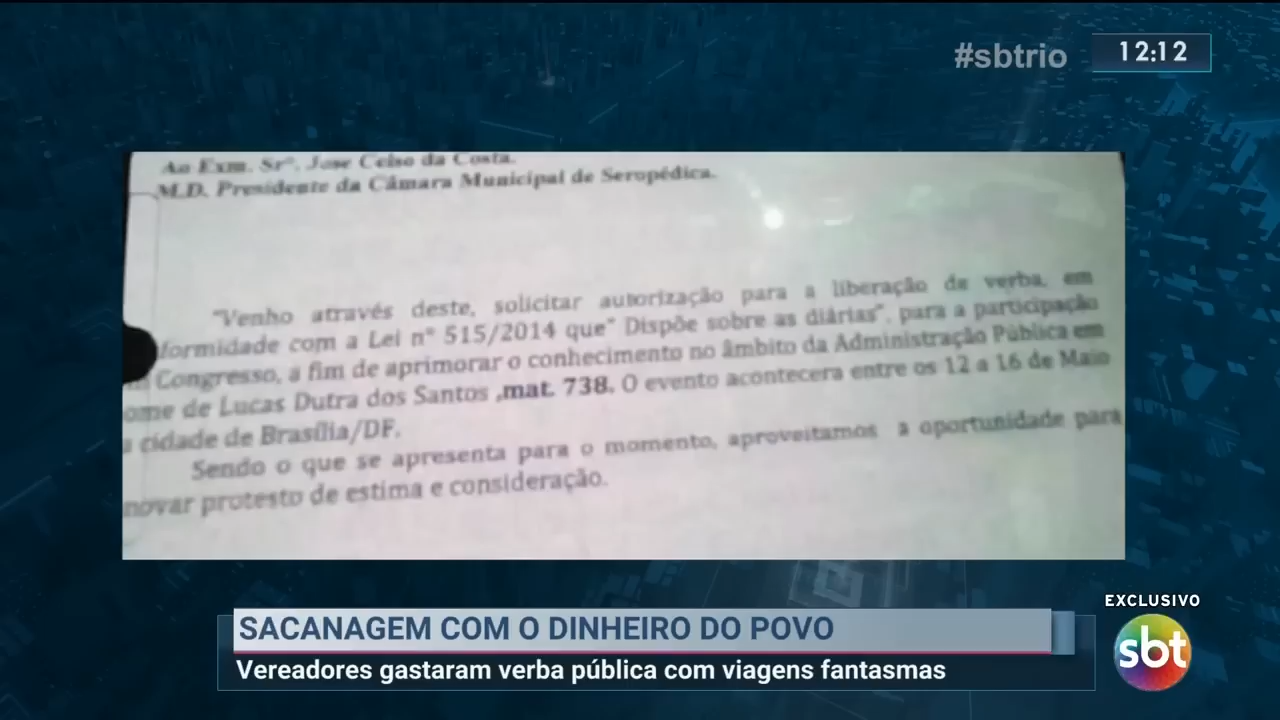 #sbtrio
12:12
Ao Exm. Srº. Jose Celso da Costa.
M.D. Presidente da Câmara Municipal de Seropédica.
"Venho através deste, solicitar autorização para a liberação de verba, em
formidade com a Lei nº 515/2014 que" Dispõe sobre as diárias", para a participação
Congresso, a fim de aprimorar o conhecimento no âmbito da Administração Pública em
ome de Lucas Dutra dos Santos ,mat. 738. O evento acontecera entre os 12 a 16 de Maio
a cidade de Brasília/DF.
Sendo o que se apresenta para o momento, aproveitamos a oportunidade para
novar protesto de estima e consideração.
EXCLUSIVO
SACANAGEM COM O DINHEIRO DO POVO
Vereadores gastaram verba pública com viagens fantasmas
sbt